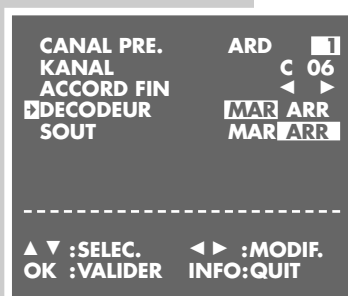 CANAL PRE. ARD 1
KANAL C 06
ACCORD FIN ◄ ►
DECODEUR MAR ARR
SOUT MAR ARR
▲ ▼ :SELEC. ◄ ► :MODIF.
OK :VALIDER INFO:QUIT